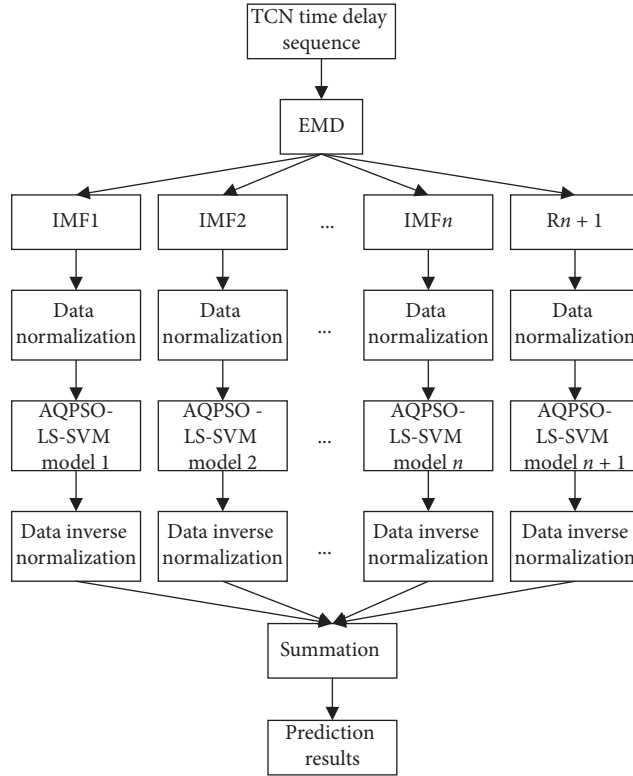 TCN time delay
sequence
EMD
IMF1
IMF2
...
IMFn
Rn + 1
Data
normalization
Data
normalization
...
Data
normalization
Data
normalization
AQPSO-
LS-SVM
model 1
AQPSO -
LS-SVM
model 2
...
AQPSO-
LS-SVM
model n
AQPSO-
LS-SVM
model n + 1
Data inverse
normalization
Data inverse
normalization
...
Data inverse
normalization
Data inverse
normalization
Summation
Prediction
results